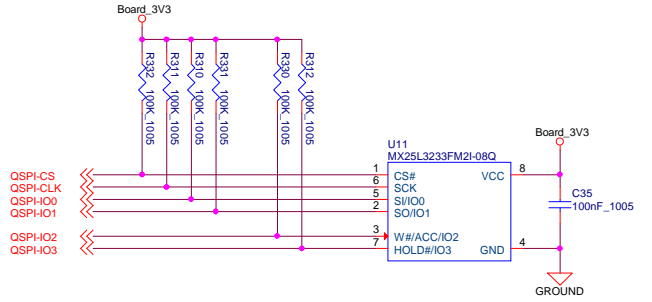 Board_3V3
R332 100K_1005
R311 100K_1005
R310 100K_1005
R331 100K_1005
R330 100K_1005
R312 100K_1005
U11
MX25L3233FM2I-08Q
Board_3V3
QSPI-CS 1 CS# VCC 8
QSPI-CLK 6 SCK
QSPI-IO0 5 SI/IO0
QSPI-IO1 2 SO/IO1
C35
100nF_1005
QSPI-IO2 3 W#/ACC/IO2
QSPI-IO3 7 HOLD#/IO3 GND 4
GROUND